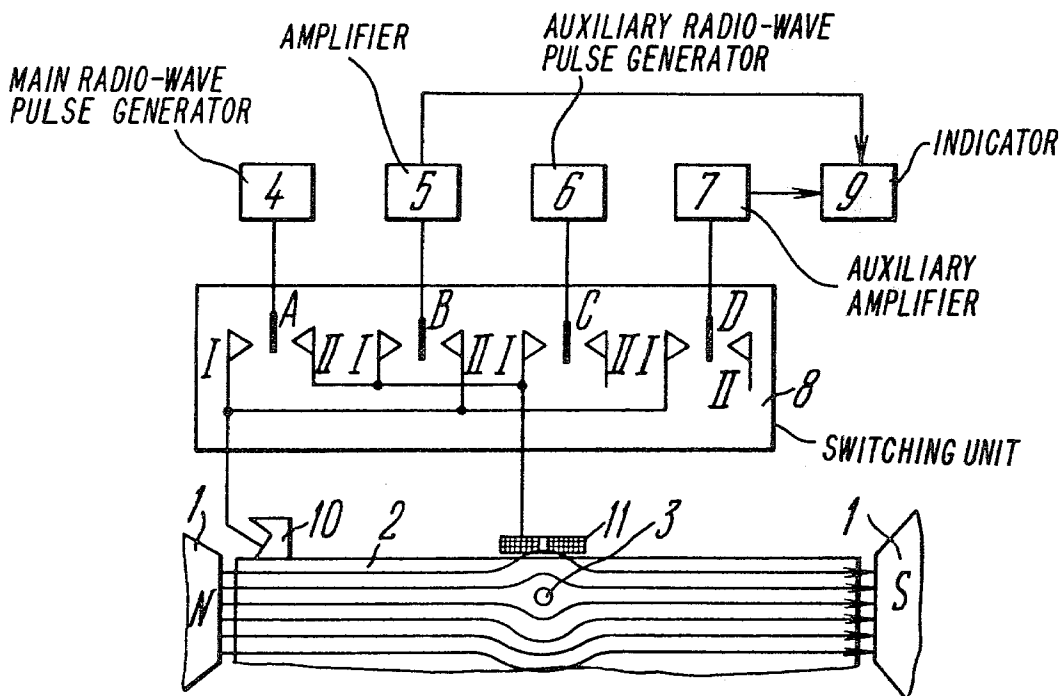 AMPLIFIER
AUXILIARY RADIO-WAVE
PULSE GENERATOR
MAIN RADIO-WAVE
PULSE GENERATOR
INDICATOR
4
5
6
7
9
AUXILIARY
AMPLIFIER
A
B
C
D
I
II
I
II
I
II
I
II
8
SWITCHING UNIT
1
10
2
11
3
1
N
S